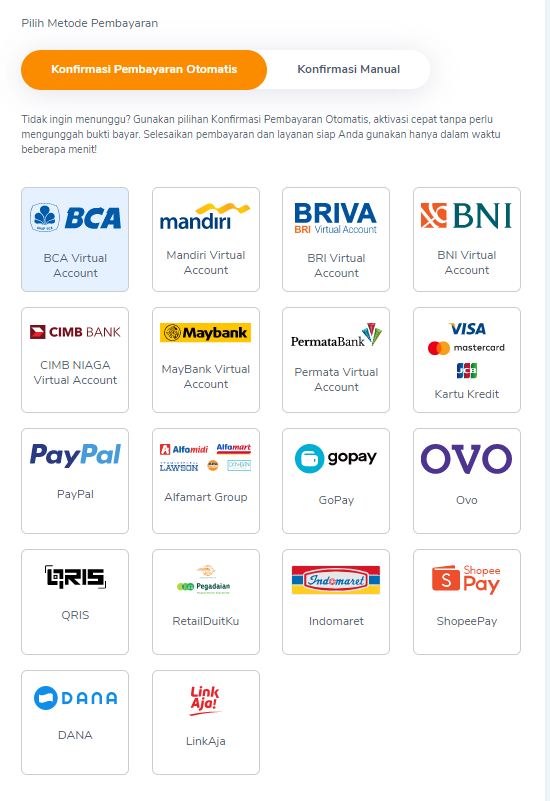 Pilih Metode Pembayaran
Konfirmasi Pembayaran Otomatis
Konfirmasi Manual
Tidak ingin menunggu? Gunakan pilihan Konfirmasi Pembayaran Otomatis, aktivasi cepat tanpa perlu
mengunggah bukti bayar. Selesaikan pembayaran dan layanan siap Anda gunakan hanya dalam waktu
beberapa menit!
BCA
BCA Virtual
Account
mandiri
Mandiri Virtual
Account
BRIVA
BRI Virtual Account
BRI Virtual
Account
BNI
BNI Virtual
Account
CIMB BANK
CIMB NIAGA
Virtual Account
Maybank
MayBank Virtual
Account
PermataBank
Permata Virtual
Account
VISA
mastercard
JCB
Kartu Kredit
PayPal
PayPal
Alfamidi
Alfamart
LAWSON
DAN+DAN
Alfamart Group
gopay
GoPay
OVO
Ovo
QRIS
QRIS
Pegadaian
RetailDuitKu
Indomaret
Indomaret
Shopee
Pay
ShopeePay
DANA
DANA
Link
Aja!
LinkAja